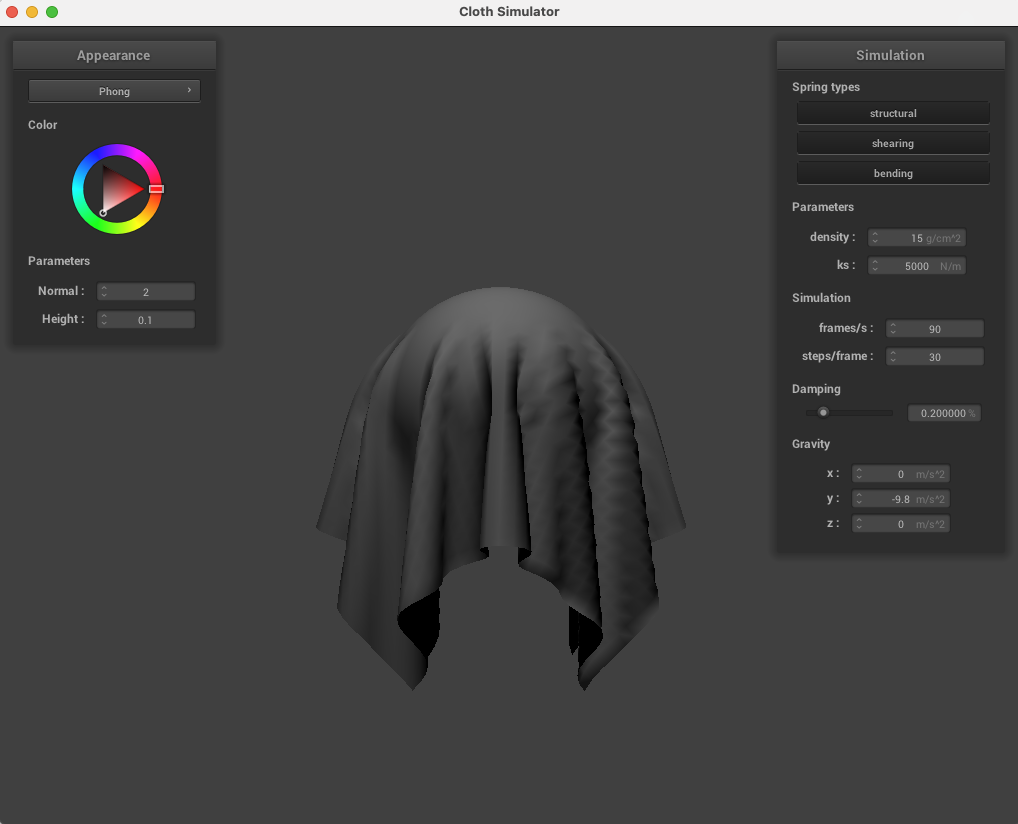 Cloth Simulator
Appearance
Phong ›
Color
Parameters
Normal : 2
Height : 0.1
Simulation
Spring types
structural
shearing
bending
Parameters
density : 15 g/cm^2
ks : 5000 N/m
Simulation
frames/s : 90
steps/frame : 30
Damping
0.200000 %
Gravity
x : 0 m/s^2
y : -9.8 m/s^2
z : 0 m/s^2